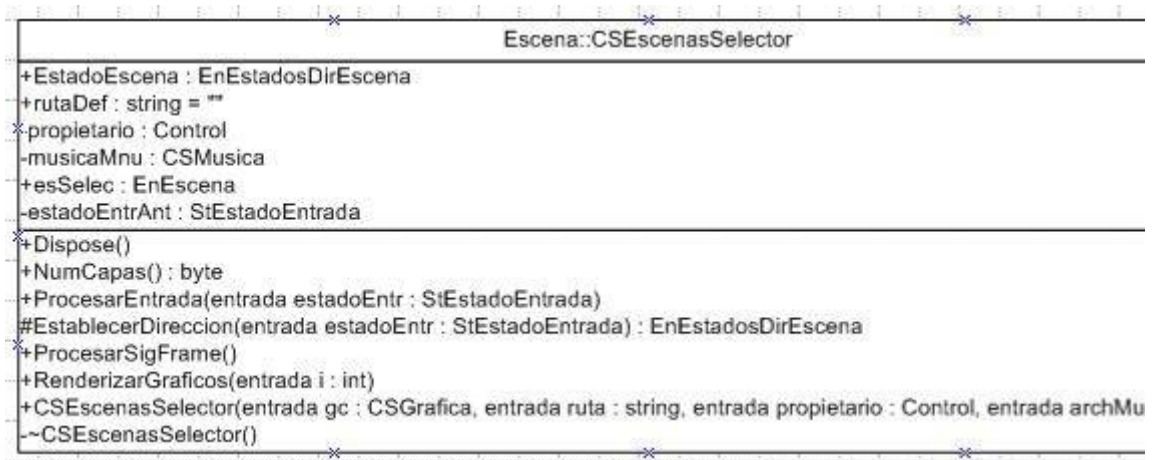 Escena::CSEscenasSelector
+EstadoEscena : EnEstadosDirEscena
+rutaDef : string = ""
-propietario : Control
-musicaMnu : CSMusica
+esSelec : EnEscena
-estadoEntrAnt : StEstadoEntrada
+Dispose()
+NumCapas() : byte
+ProcesarEntrada(entrada estadoEntr : StEstadoEntrada)
#EstablecerDireccion(entrada estadoEntr : StEstadoEntrada) : EnEstadosDirEscena
+ProcesarSigFrame()
+RenderizarGraficos(entrada i : int)
+CSEscenasSelector(entrada gc : CSGrafica, entrada ruta : string, entrada propietario : Control, entrada archMu
-~CSEscenasSelector()